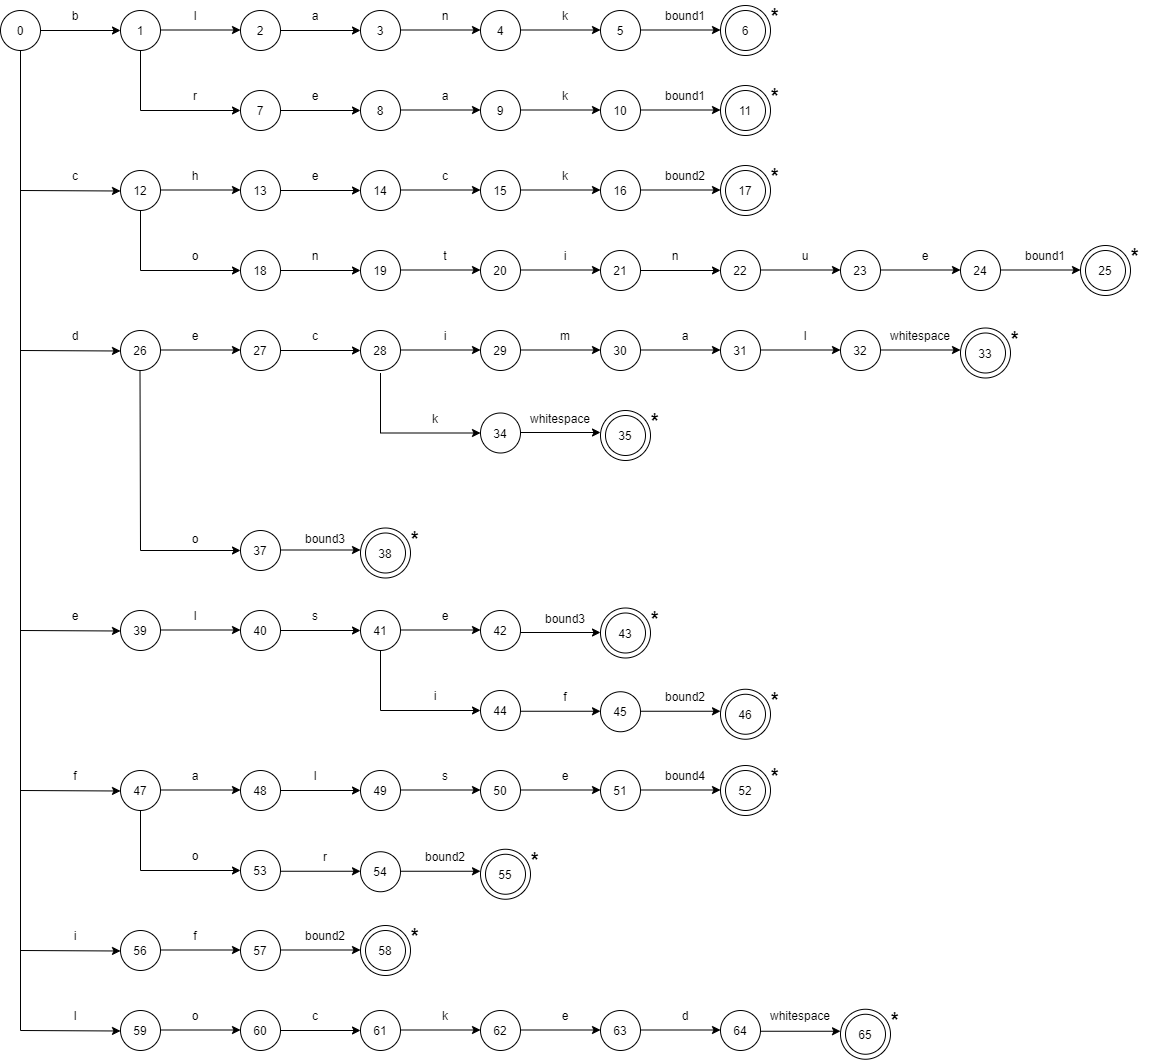 b l a n k bound1 *
0 1 2 3 4 5 6
r e a k bound1 *
7 8 9 10 11
c h e c k bound2 *
12 13 14 15 16 17
o n t i n u e bound1 *
18 19 20 21 22 23 24 25
d e c i m a l whitespace *
26 27 28 29 30 31 32 33
k whitespace *
34 35
o bound3 *
37 38
e l s e bound3 *
39 40 41 42 43
i f bound2 *
44 45 46
f a l s e bound4 *
47 48 49 50 51 52
o r bound2 *
53 54 55
i f bound2 *
56 57 58
l o c k e d whitespace *
59 60 61 62 63 64 65